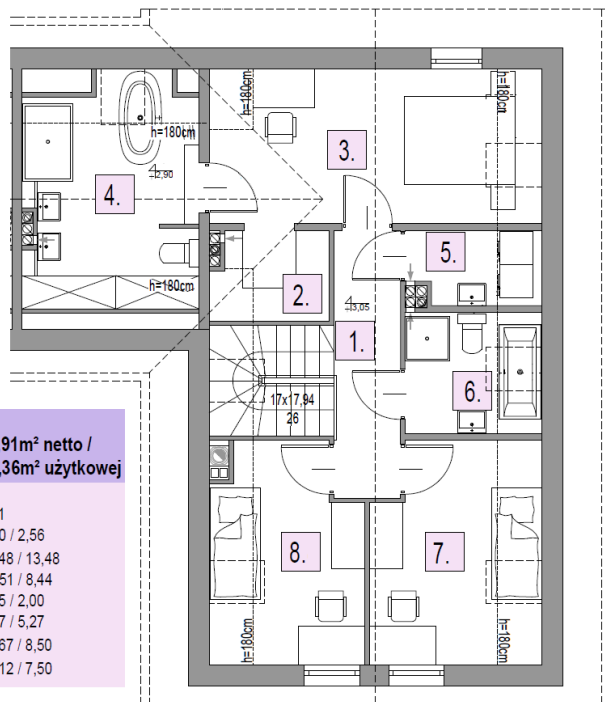 h=180cm
h=180cm
h=180cm
3.
2,90
4.
5.
h=180cm
2.
3,05
1.
6.
17x17,94
26
91m² netto /
,36m² użytkowej
1
0 / 2,56
48 / 13,48
51 / 8,44
5 / 2,00
7 / 5,27
67 / 8,50
12 / 7,50
8.
7.
h=180cm
h=180cm